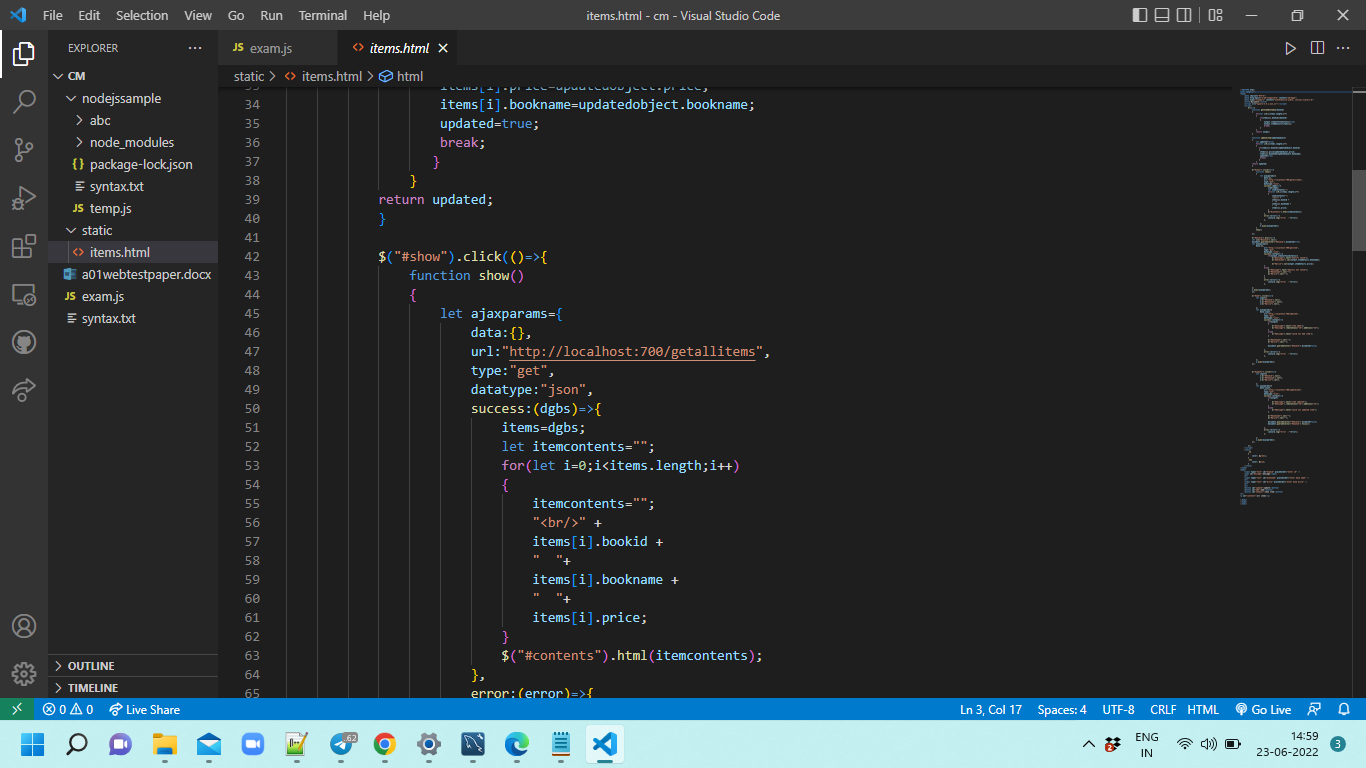 File Edit Selection View Go Run Terminal Help items.html - cm - Visual Studio Code
EXPLORER
CM
nodejssample
abc
node_modules
package-lock.json
syntax.txt
JS temp.js
static
items.html
a01webtestpaper.docx
JS exam.js
syntax.txt
OUTLINE
TIMELINE
JS exam.js items.html
static > items.html > html
33 items[i].price=updatedobject.price;
34 items[i].bookname=updatedobject.bookname;
35 updated=true;
36 break;
37 }
38 }
39 return updated;
40 }
41
42 $("#show").click(()=>{
43 function show()
44 {
45 let ajaxparams={
46 data:{},
47 url:"http://localhost:700/getallitems",
48 type:"get",
49 datatype:"json",
50 success:(dgbs)=>{
51 items=dgbs;
52 let itemcontents="";
53 for(let i=0;i<items.length;i++)
54 {
55 itemcontents="";
56 "<br/>" +
57 items[i].bookid +
58 "  "+
59 items[i].bookname +
60 "  "+
61 items[i].price;
62 }
63 $("#contents").html(itemcontents);
64 },
65 error:(error)=>{
0 0 Live Share Ln 3, Col 17 Spaces: 4 UTF-8 CRLF HTML Go Live
62
2
ENG
IN
14:59
23-06-2022
3